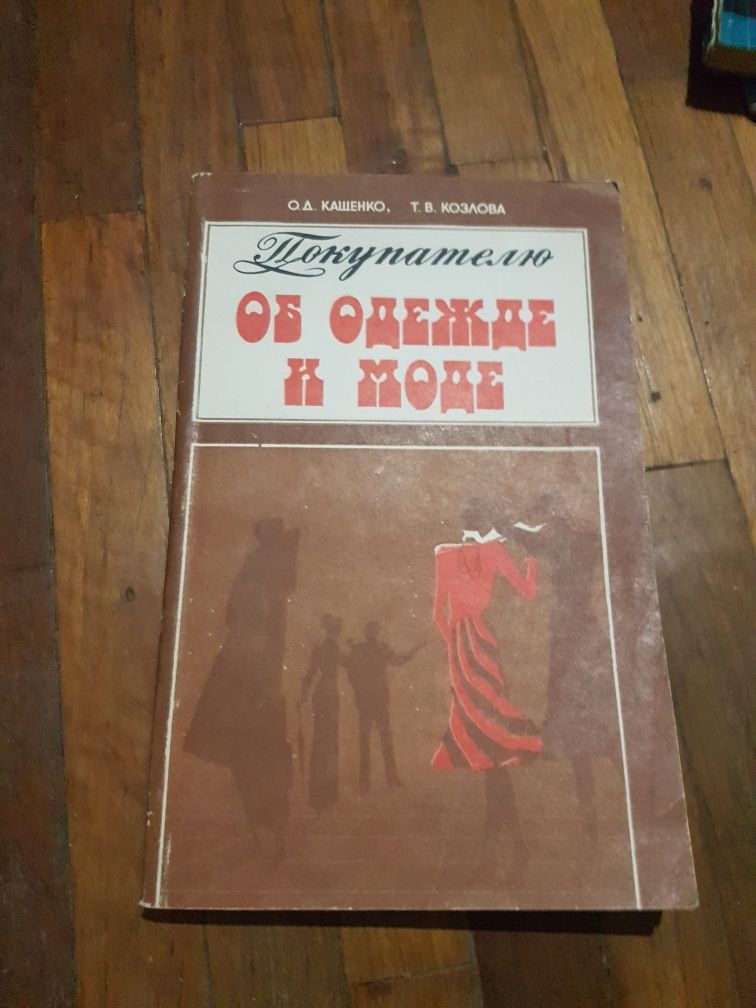 О.Д. КАЩЕНКО, Т.В. КОЗЛОВА
Покупателю
ОБ ОДЕЖДЕ
И МОДЕ